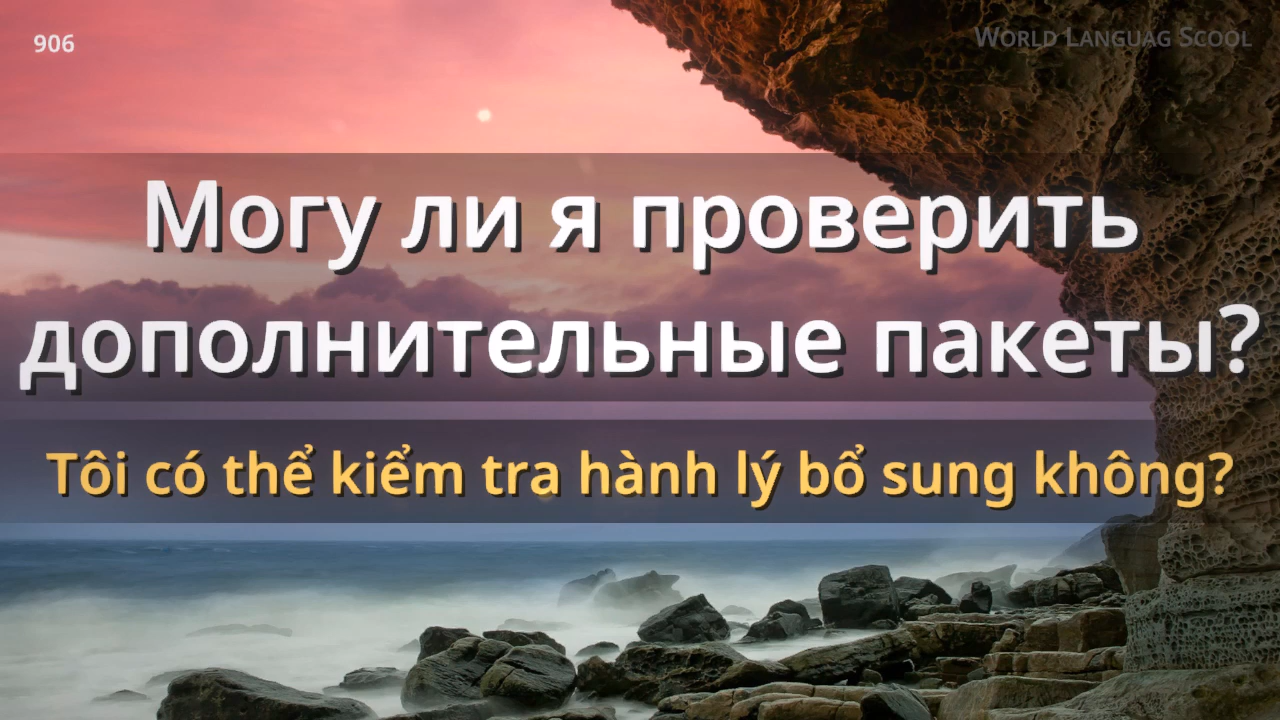 906
WORLD LANGUAG SCOOL
Могу ли я проверить
дополнительные пакеты?
Tôi có thể kiểm tra hành lý bổ sung không?